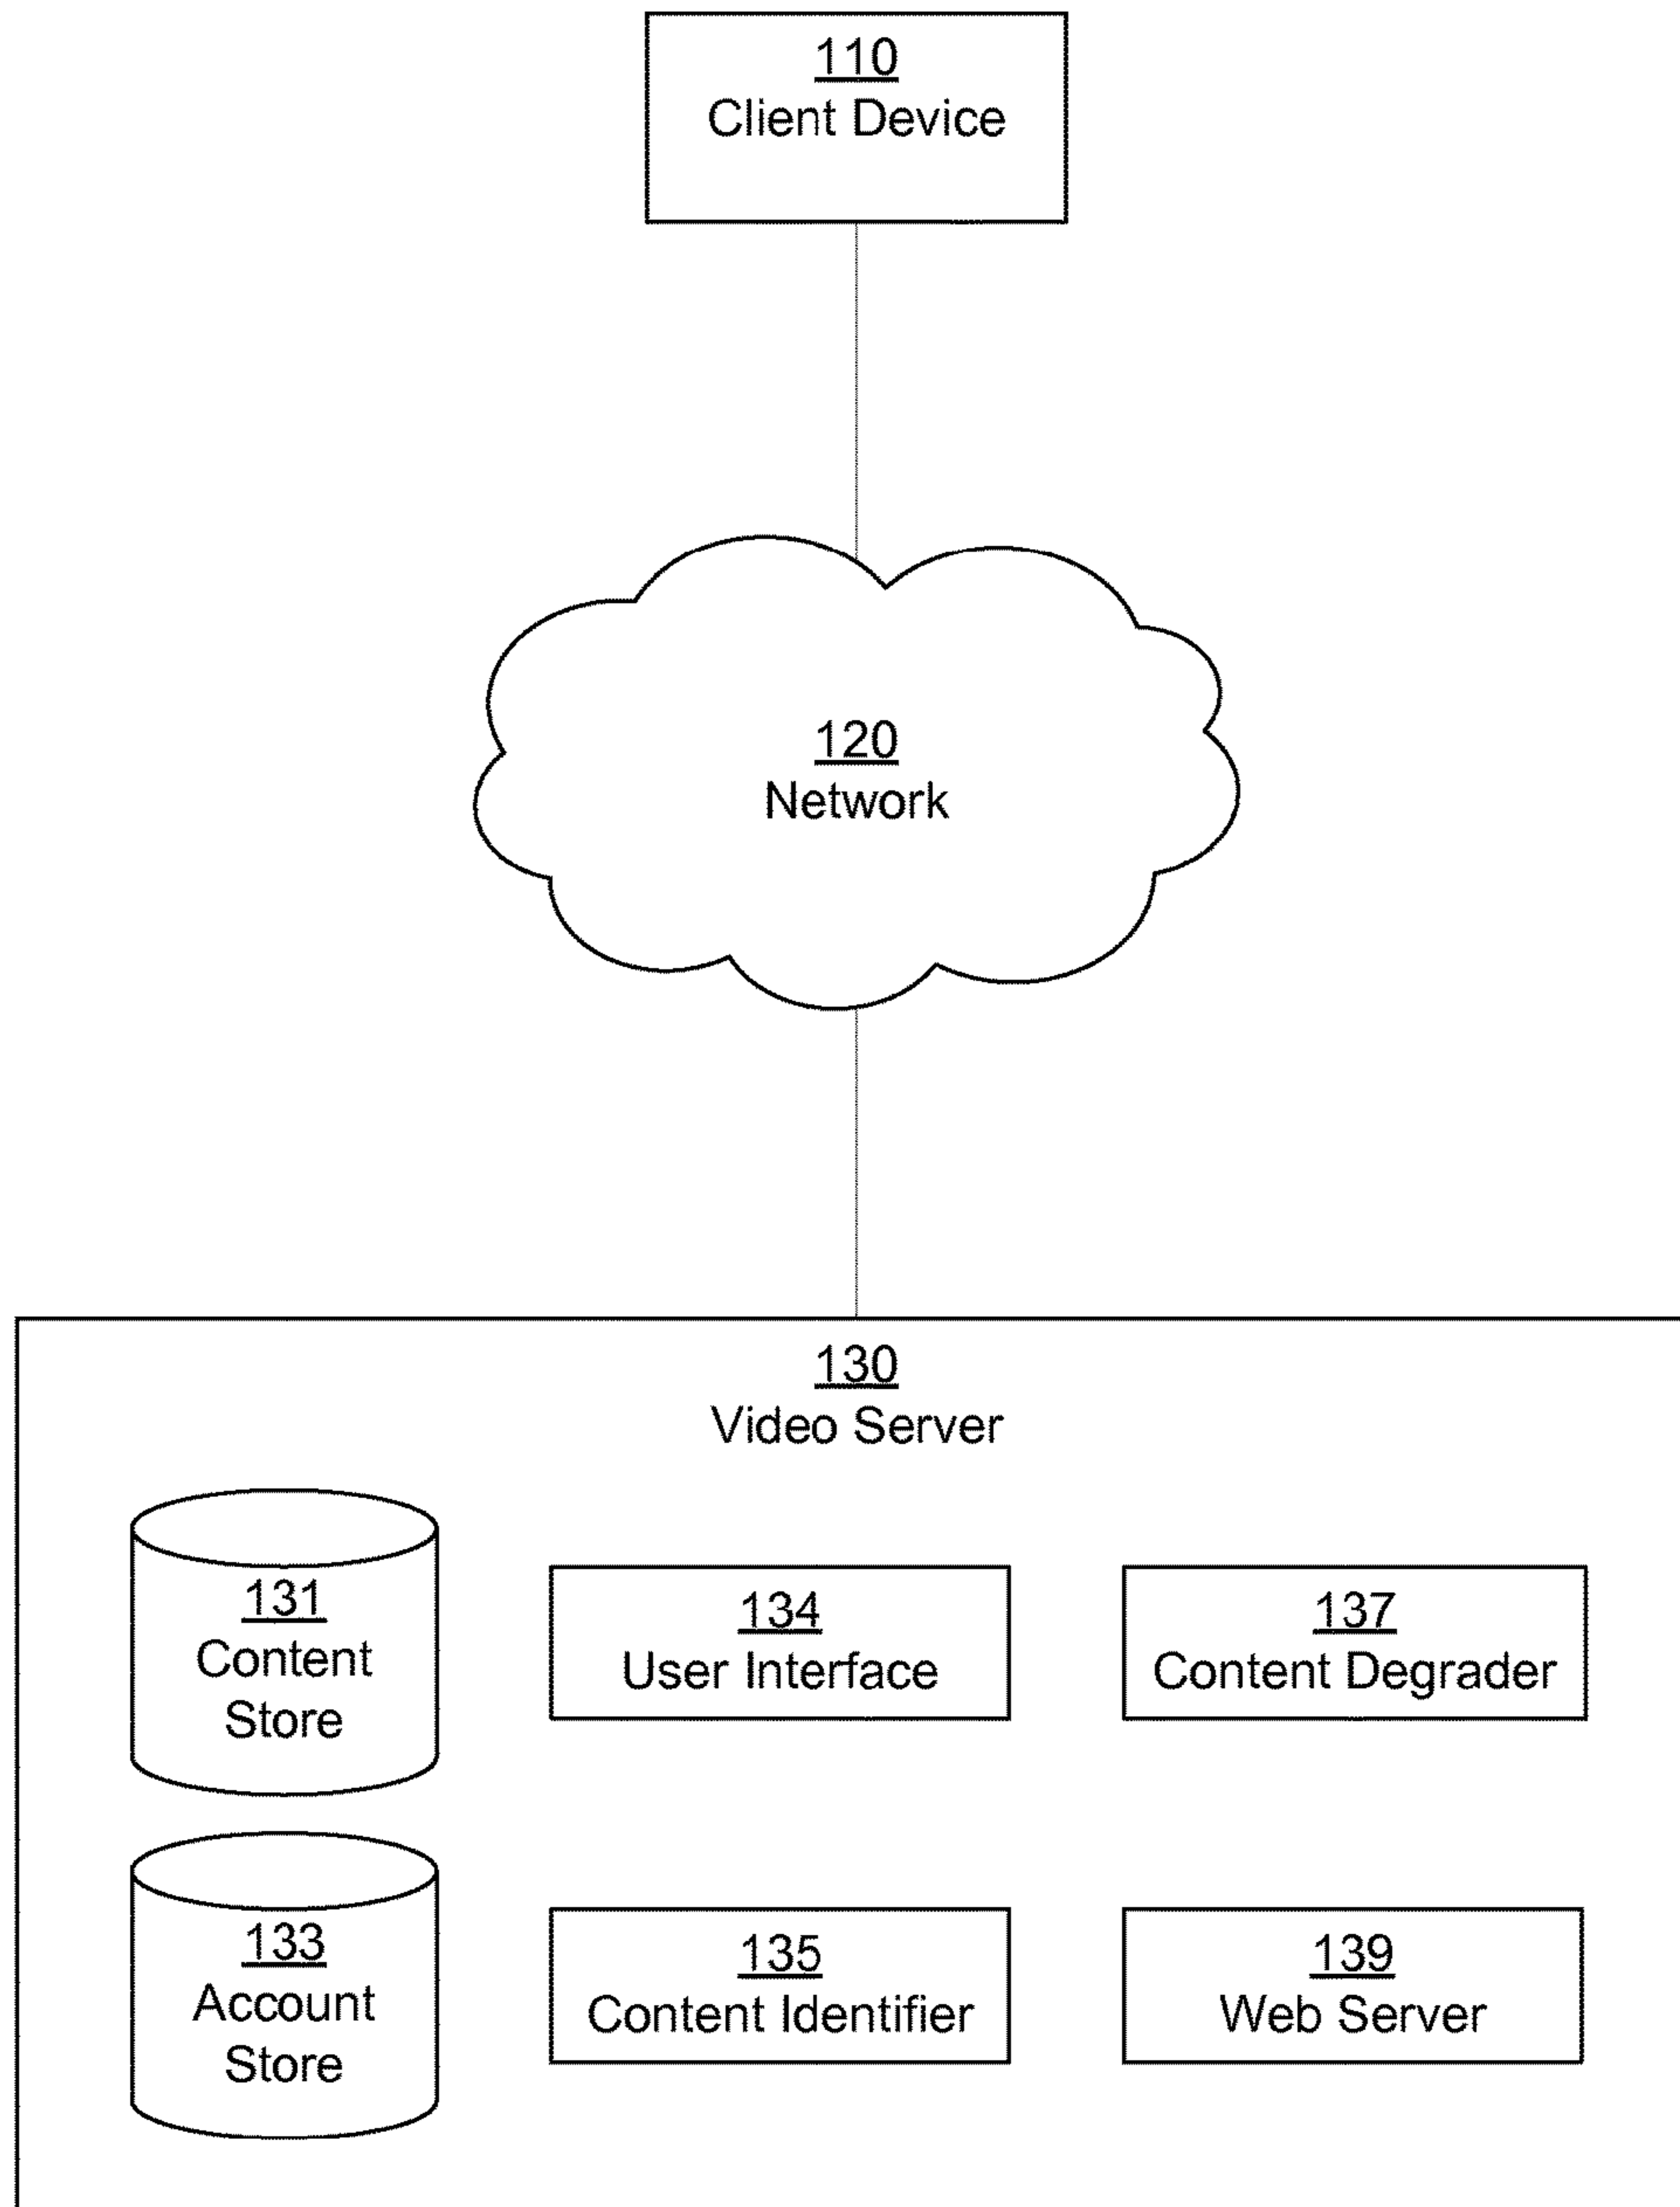 110
Client Device
120
Network
130
Video Server
131
Content
Store
134
User Interface
137
Content Degrader
133
Account
Store
135
Content Identifier
139
Web Server